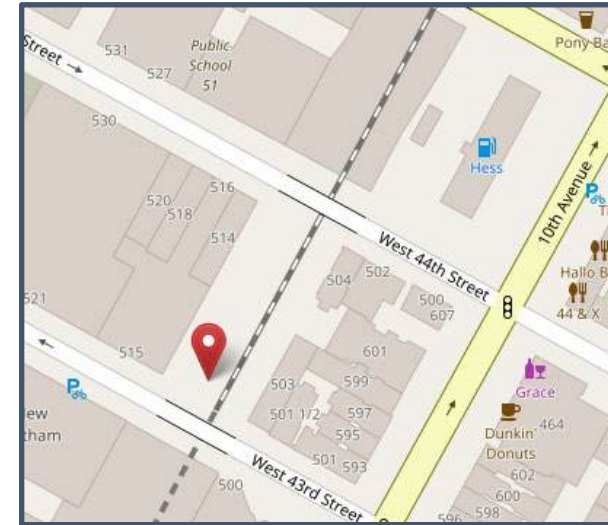 Pony Ba
531
Public
School
51
Street →
527
530
Hess
10th Avenue →
516
520
518
514
West 44th Street
504
502
500
607
Hallo B
44 & X
521
515
601
503
599
Grace
501 1/2
597
595
Dunkin'
Donuts
464
501
593
602
600
500
West 43rd Street
596
598